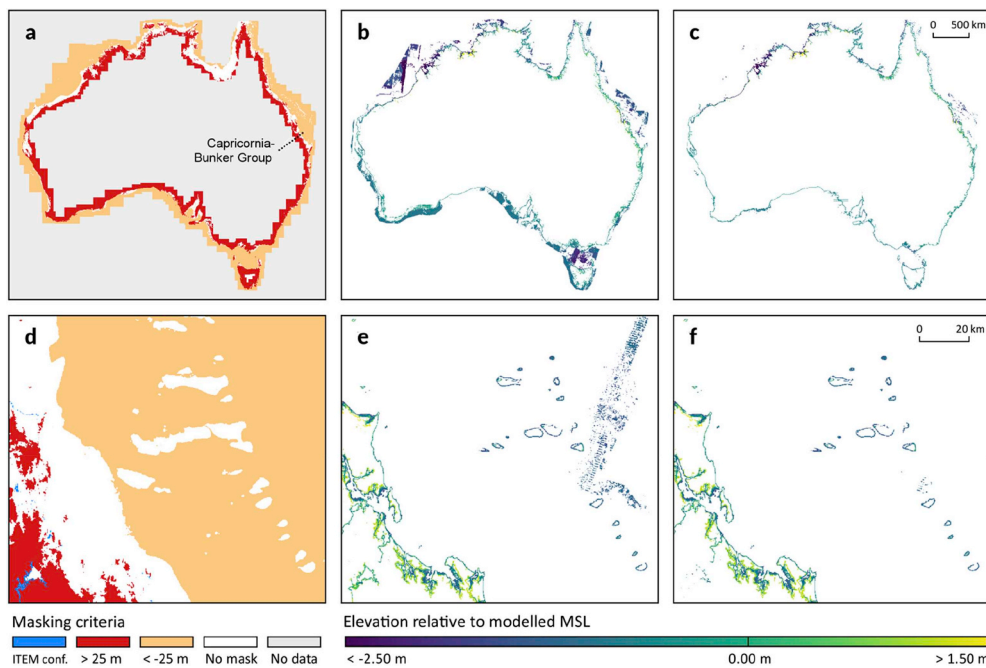 a
b
c
0 500 km
Capricornia-
Bunker Group
d
e
f
0 20 km
Masking criteria
ITEM conf. > 25 m < -25 m No mask No data
Elevation relative to modelled MSL
< -2.50 m 0.00 m > 1.50 m